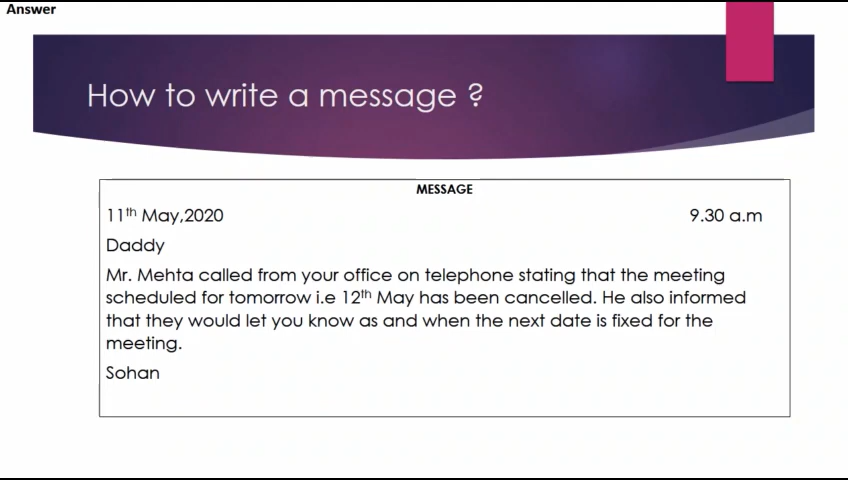 Answer
How to write a message ?
MESSAGE
11th May,2020 9.30 a.m
Daddy
Mr. Mehta called from your office on telephone stating that the meeting
scheduled for tomorrow i.e 12th May has been cancelled. He also informed
that they would let you know as and when the next date is fixed for the
meeting.
Sohan